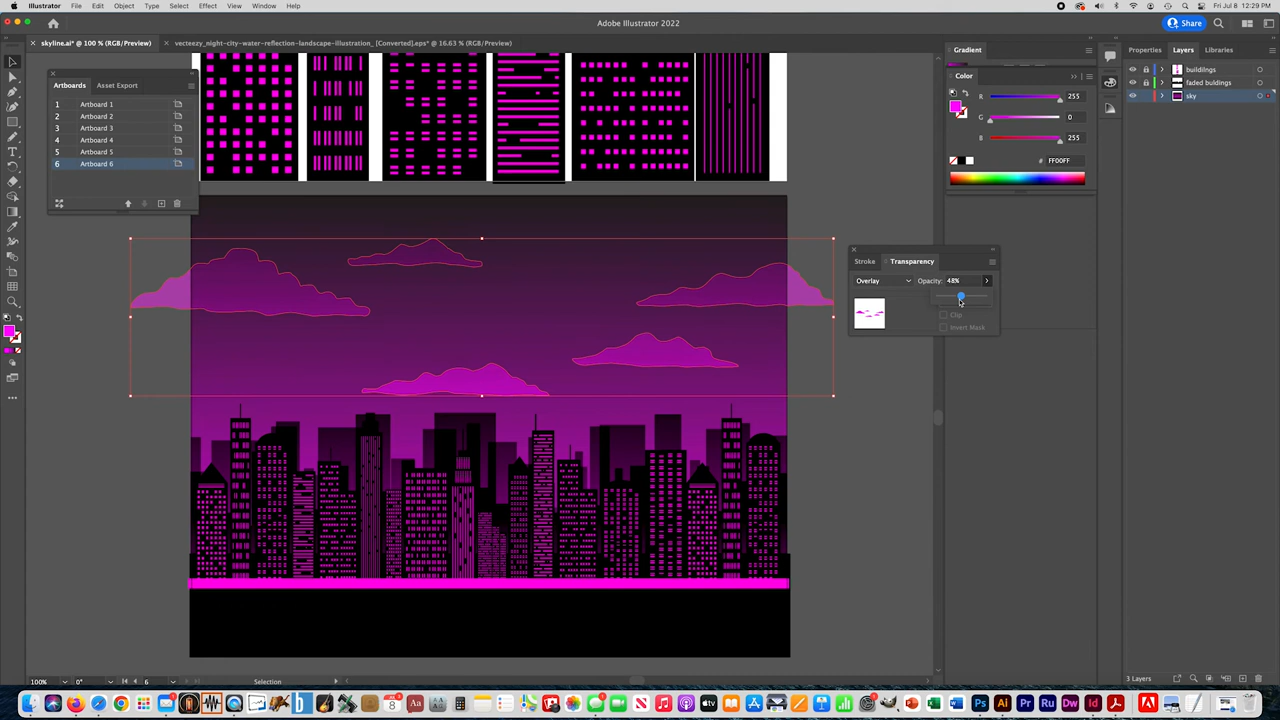 Illustrator File Edit Object Type Select Effect View Window Help
Fri Jul 8 12:29 PM
Adobe Illustrator 2022
Share
skyline.ai* @ 100 % (RGB/Preview)
vecteezy_night-city-water-reflection-landscape-illustration_ [Converted].eps* @ 16.63 % (RGB/Preview)
Artboards Asset Export
1 Artboard 1
2 Artboard 2
3 Artboard 3
4 Artboard 4
5 Artboard 5
6 Artboard 6
Gradient
Color
R 255
G 0
B 255
# FF00FF
Properties Layers Libraries
buildilngs
faded buldings
sky
Stroke Transparency
Overlay Opacity: 48%
Clip
Invert Mask
100% 0° 6 Selection
3 Layers